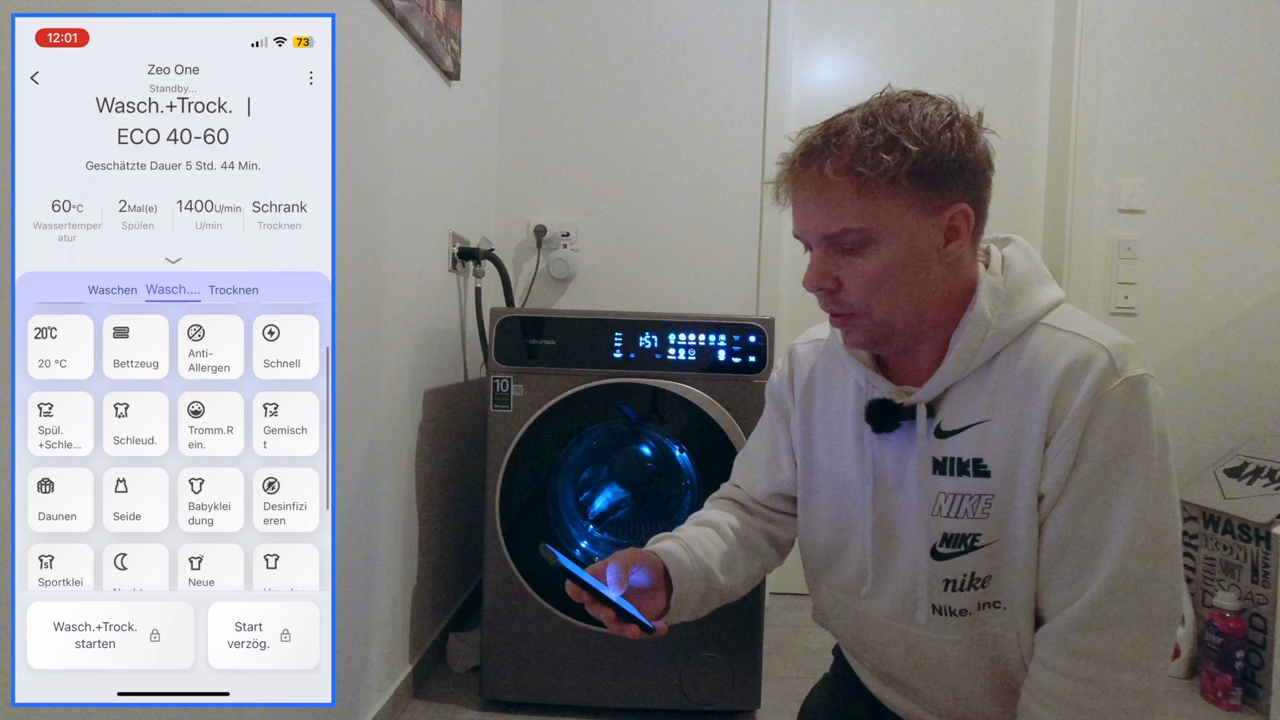 12:01
73
Zeo One
Standby...
Wasch.+Trock. |
ECO 40-60
Geschätzte Dauer 5 Std. 44 Min.
60°C
2Mal(e)
1400U/min
Schrank
Wassertemper
atur
Spülen
U/min
Trocknen
Waschen
Wasch....
Trocknen
20°C
20 °C
Bettzeug
Anti-
Allergen
Schnell
Spül.
+Schle...
Schleud.
Tromm.R
ein.
Gemisch
t
Daunen
Seide
Babyklei
dung
Desinfizi
eren
Sportklei
Neue
Wasch.+Trock.
starten
Start
verzög.
roborock
1:57
10
NIKE
NIKE
NIKE
nike
Nike, Inc.
WASH
IRON
FOLD